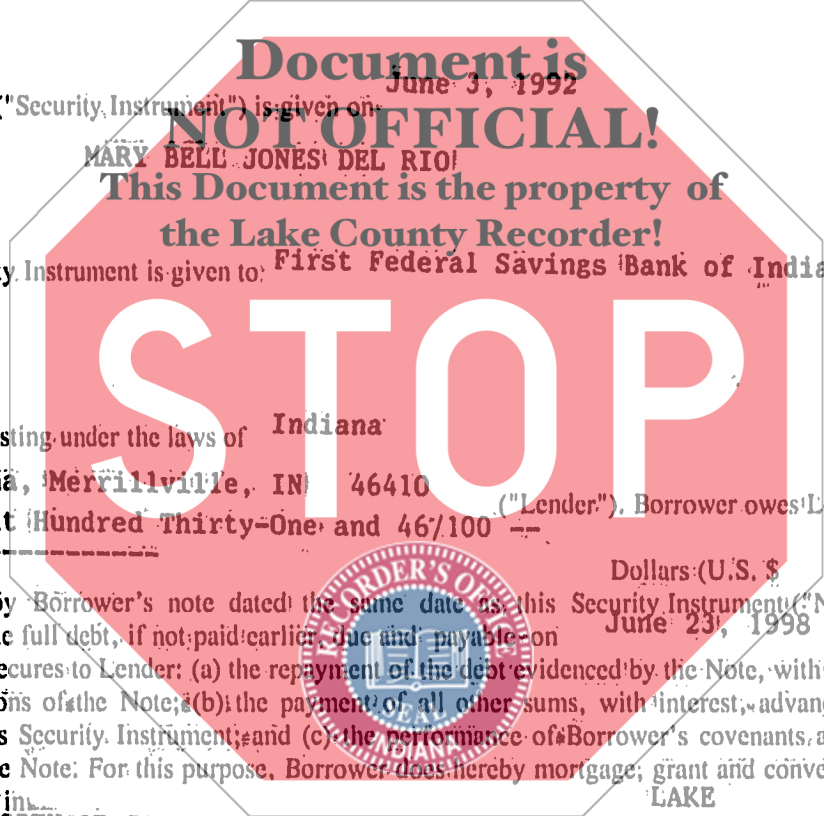 Document is
June 3, 1992
("Security Instrument") is given on
NOT OFFICIAL!
MARY BELL JONES DEL RIO
This Document is the property of
the Lake County Recorder!
y Instrument is given to First Federal Savings Bank of India
STOP
sting under the laws of Indiana
a, Merrillville, IN 46410
("Lender"). Borrower owes L
t Hundred Thirty-One and 46/100 --
Dollars (U.S. $
by Borrower's note dated the same date as this Security Instrument ("N
e full debt, if not paid earlier, due and payable on June 23, 1998
ecures to Lender: (a) the repayment of the debt evidenced by the Note, with
ons of the Note; (b) the payment of all other sums, with interest, advan
s Security Instrument; and (c) the performance of Borrower's covenants a
e Note. For this purpose, Borrower does hereby mortgage, grant and conve
in
LAKE
RECORDER'S OFFICE
SEAL
INDIANA